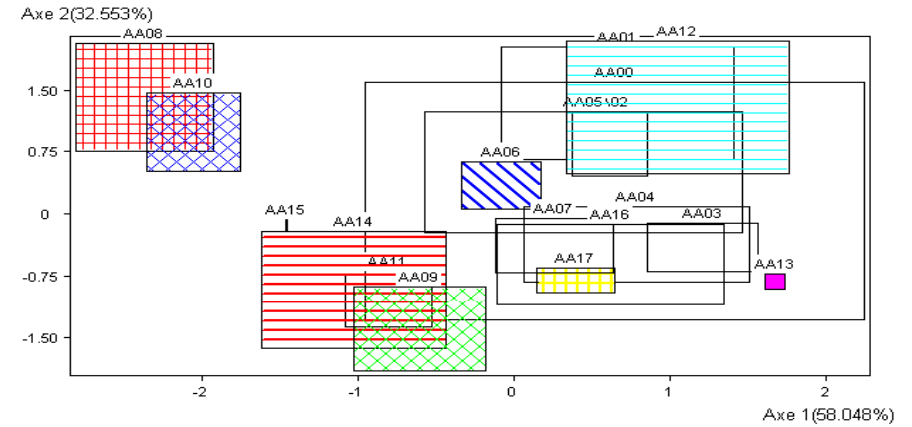 Axe 2(32.553%)
AA08
AA01 AA12
AA10
AA00
1.50
AA05 02
0.75
AA06
AA04
0
AA15
AA07
AA14
AA16
AA03
AA11
AA17
AA13
-0.75
AA09
-1.50
-2 -1 0 1 2
Axe 1(58.048%)